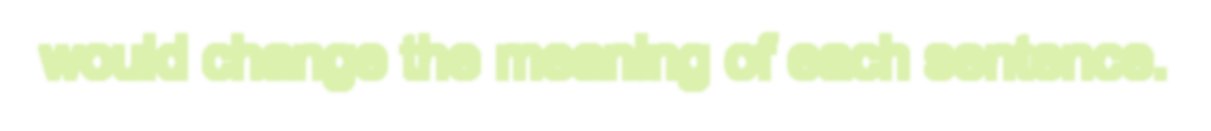 would change the meaning of each sentence.